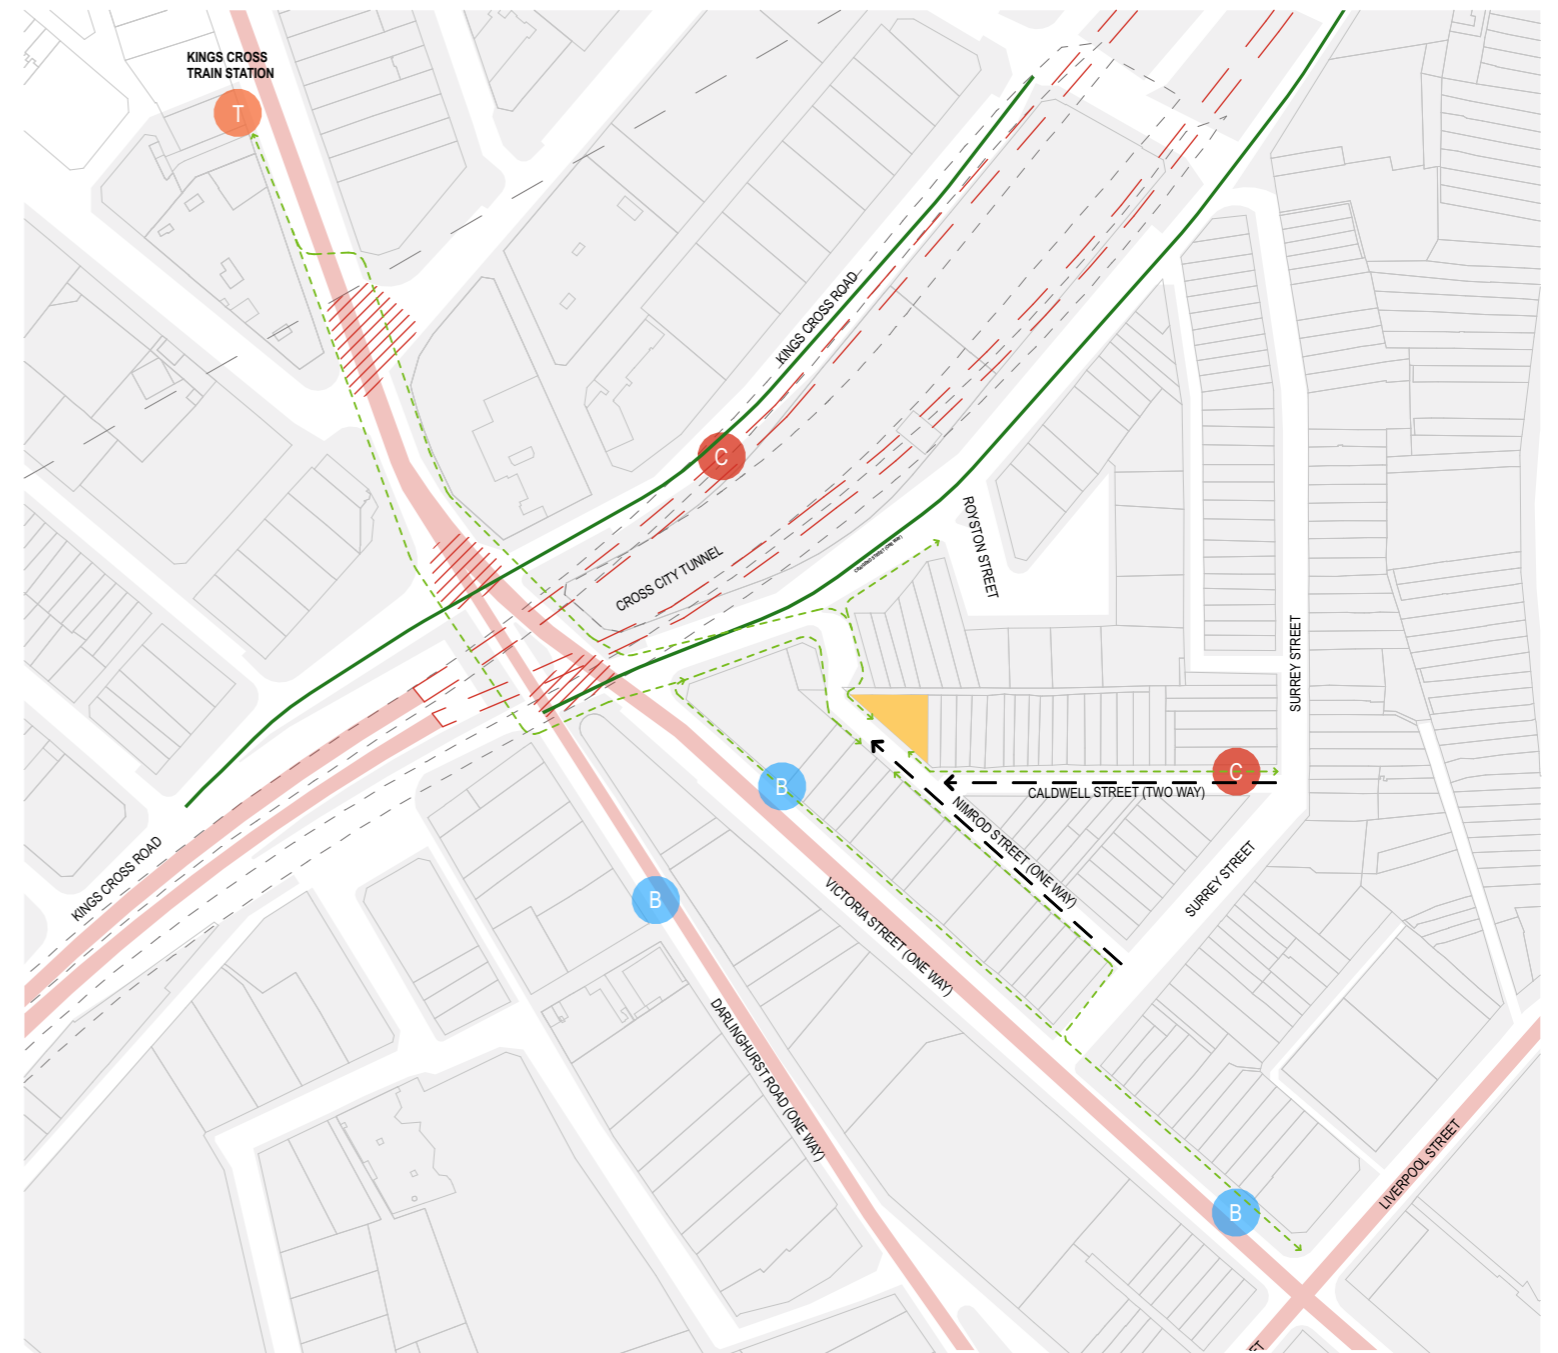 KINGS CROSS
TRAIN STATION
T
KINGS CROSS ROAD
C
ROYSTON STREET
CROSS CITY TUNNEL
SURREY STREET
C
B
CALDWELL STREET (TWO WAY)
NIMROD STREET (ONE WAY)
KINGS CROSS ROAD
SURREY STREET
B
VICTORIA STREET (ONE WAY)
DARLINGHURST ROAD (ONE WAY)
LIVERPOOL STREET
B
ET